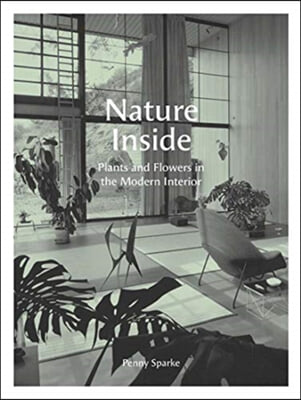 Nature
Inside
Plants and Flowers in
the Modern Interior
Penny Sparke